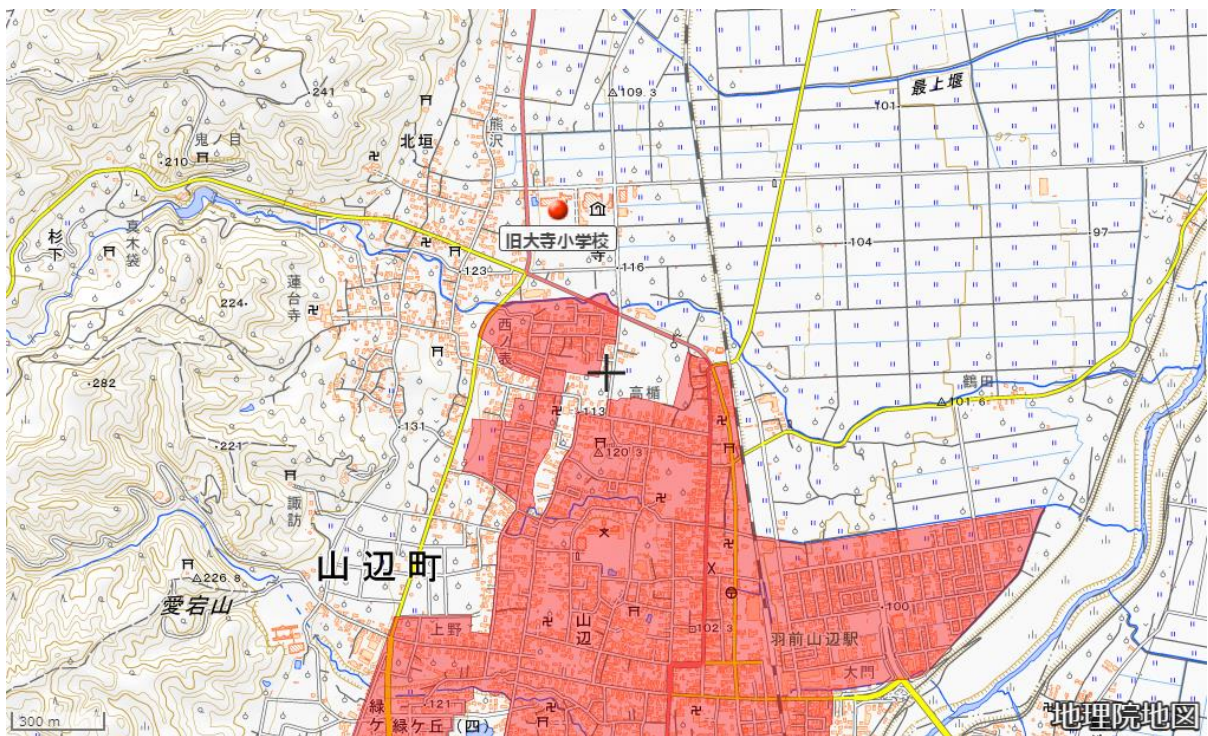 最上堰
109.3
101
241
熊沢
鬼ノ目
北垣
97.5
210
旧大寺小学校
寺
杉下
真木袋
104
97
123
116
蓮台寺
224
西ノ表
282
高楯
鶴田
101.6
113
131
120.3
221
諏訪
山辺町
226.8
愛宕山
100
上野
山辺
102.3
羽前山辺駅
大門
緑ケ
121
緑ケ丘(四)
300 m
地理院地図